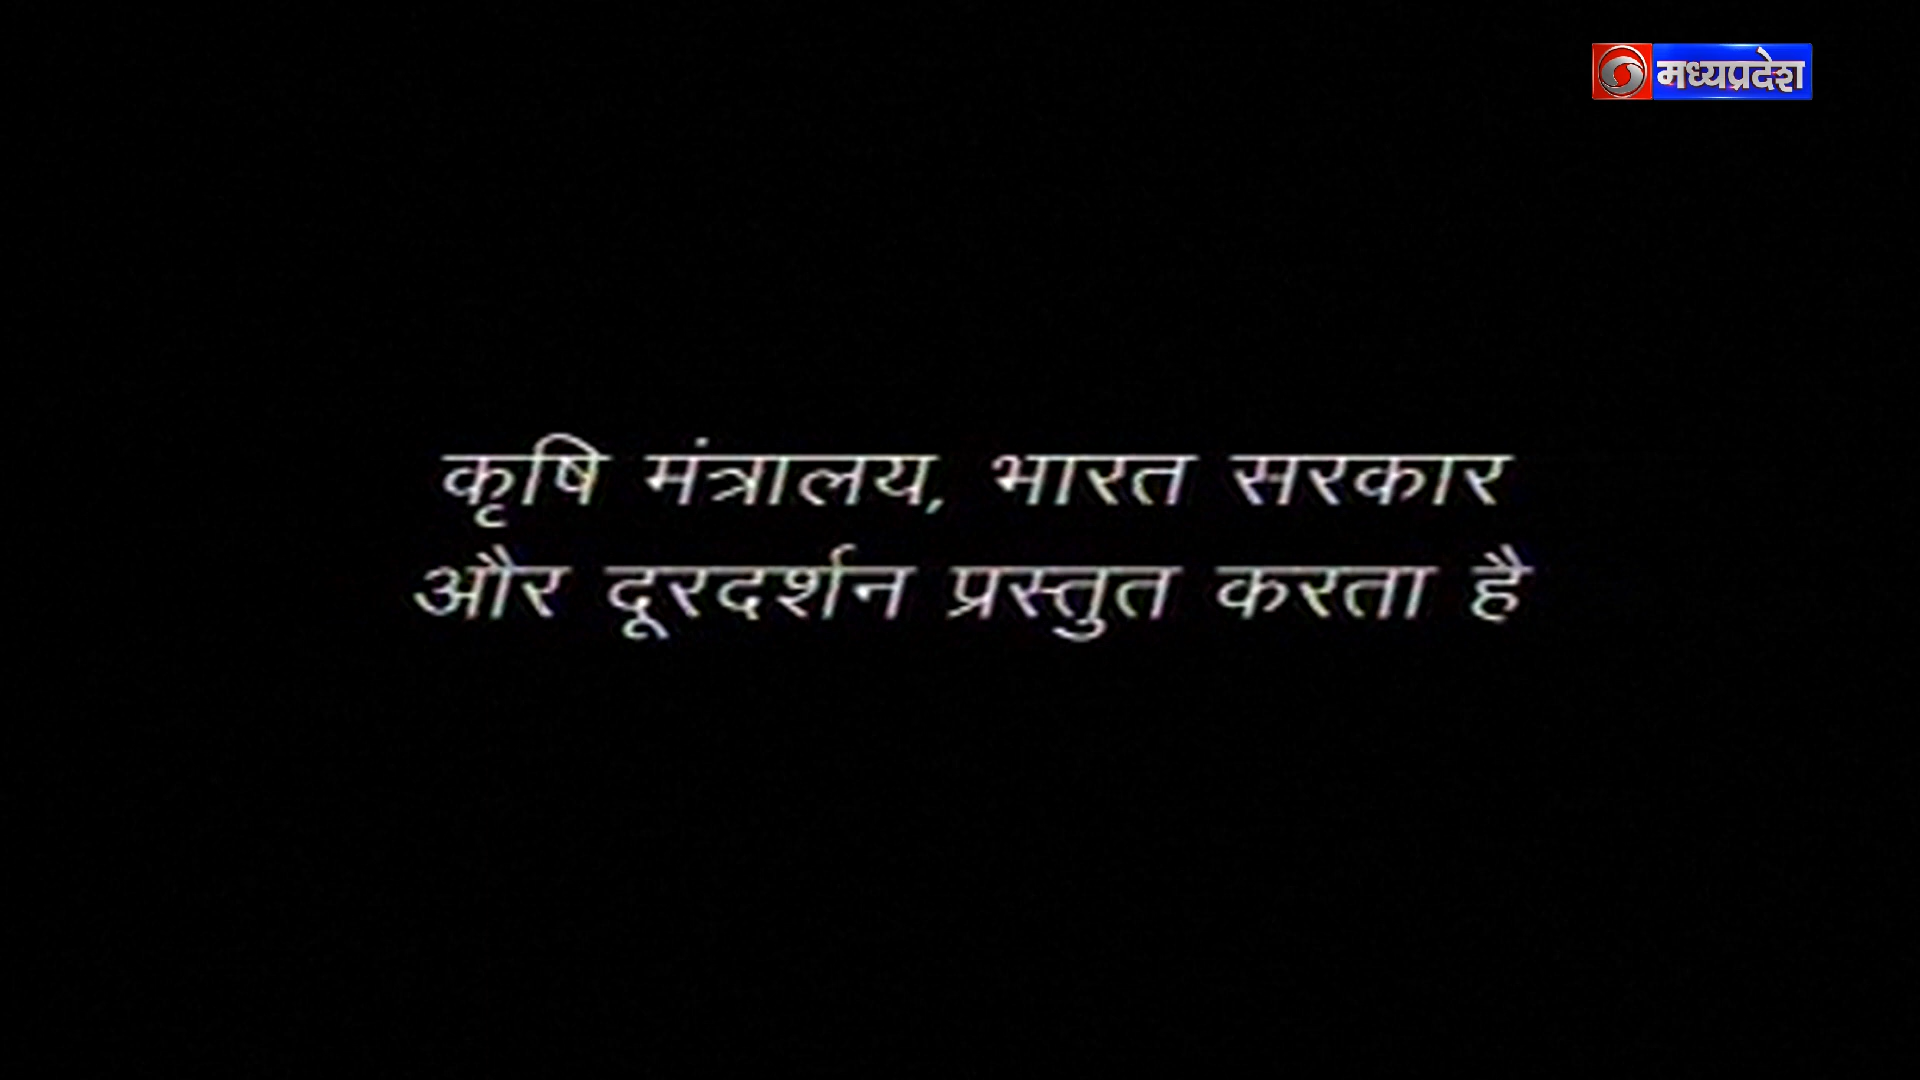 मध्यप्रदेश
कृषि मंत्रालय, भारत सरकार
और दूरदर्शन प्रस्तुत करता है